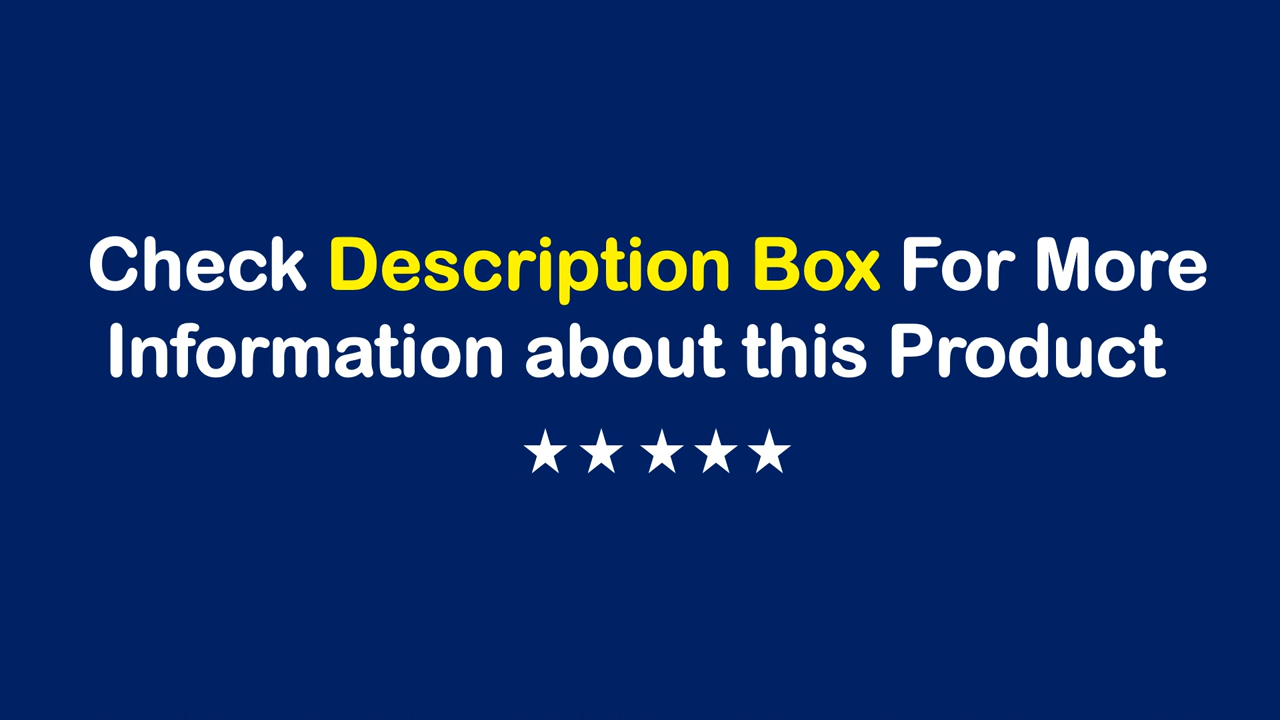 Check Description Box For More
Information about this Product
★★★★★